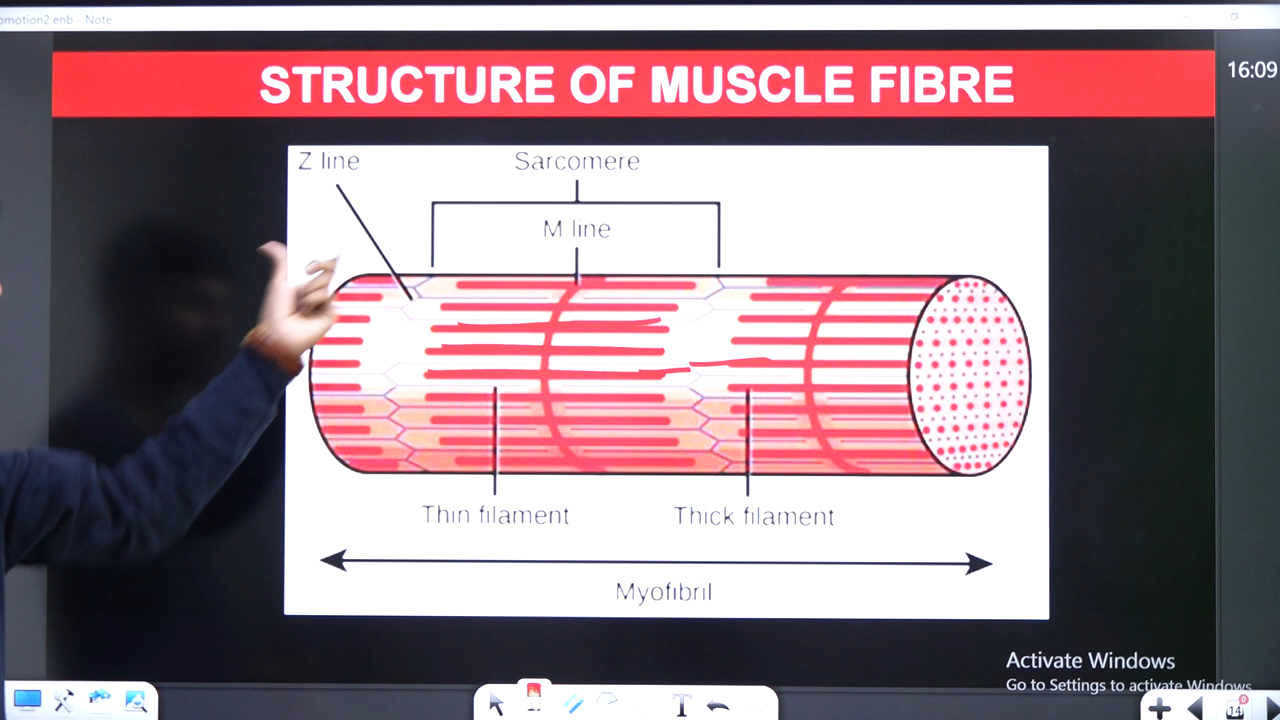 omotion2.enb - Note
STRUCTURE OF MUSCLE FIBRE
16:09
Z line
Sarcomere
M line
Thin filament
Thick filament
Myofibril
Activate Windows
Go to Settings to activate Windows.
T
14
0